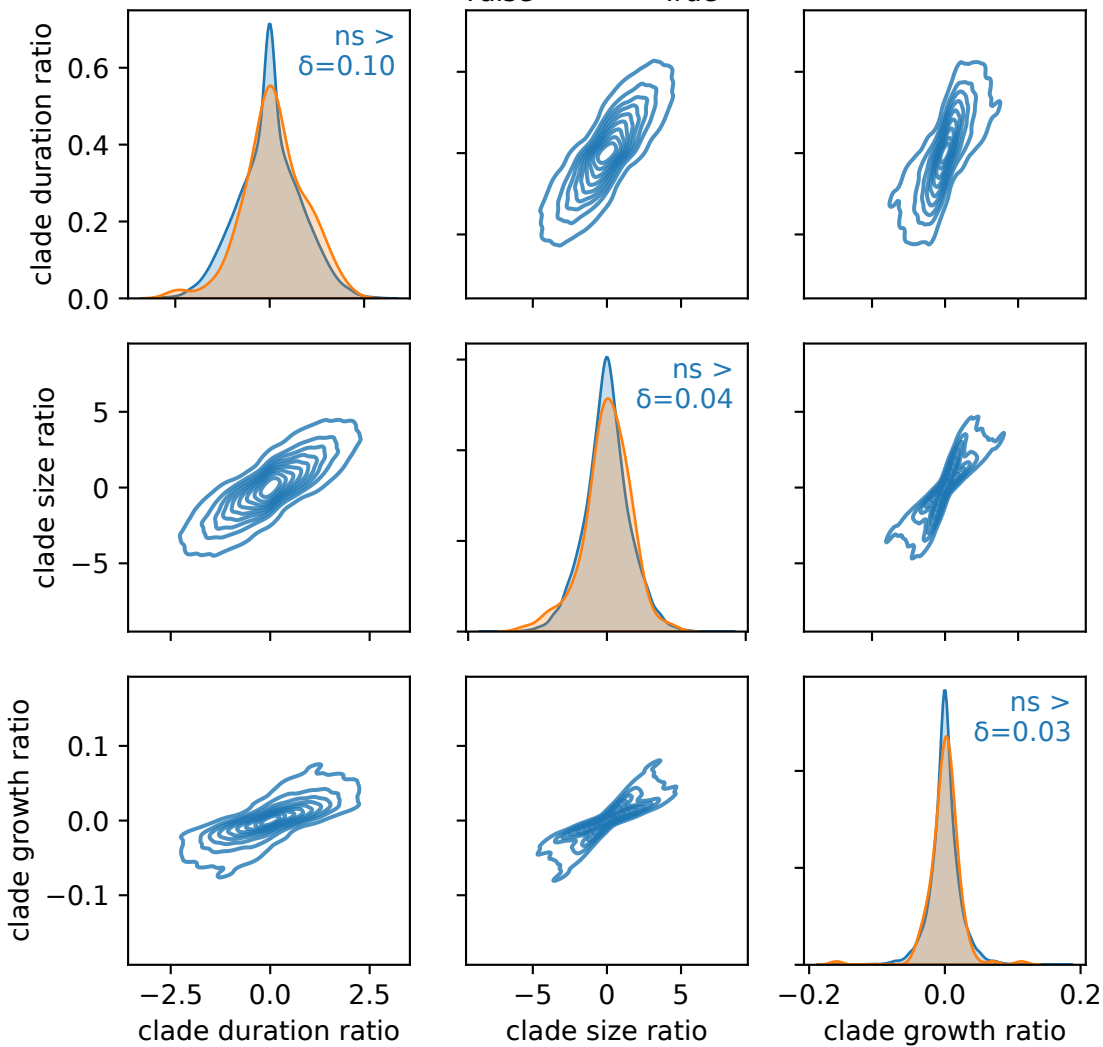 clade duration ratio
0.6
0.4
0.2
0.0
ns >
δ=0.10
clade size ratio
5
0
−5
ns >
δ=0.04
clade growth ratio
0.1
0.0
−0.1
ns >
δ=0.03
−2.5 0.0 2.5
−5 0 5
−0.2 0.0 0.2
clade duration ratio
clade size ratio
clade growth ratio